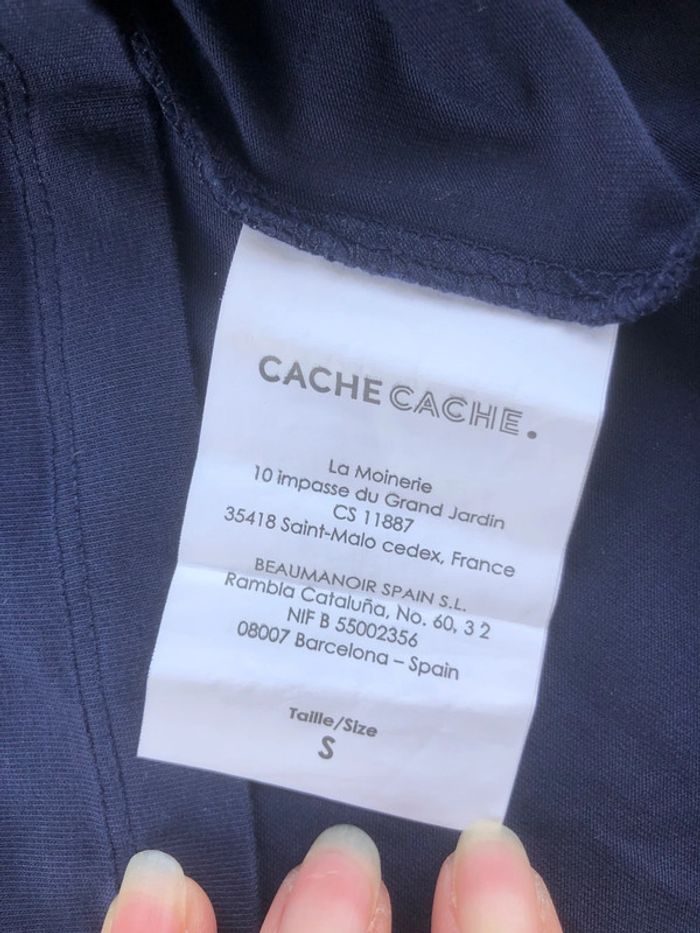 CACHE CACHE.
La Moinerie
10 impasse du Grand Jardin
CS 11887
35418 Saint-Malo cedex, France
BEAUMANOIR SPAIN S.L.
Rambla Cataluña, No. 60, 3 2
NIF B 55002356
08007 Barcelona – Spain
Taille/Size
S